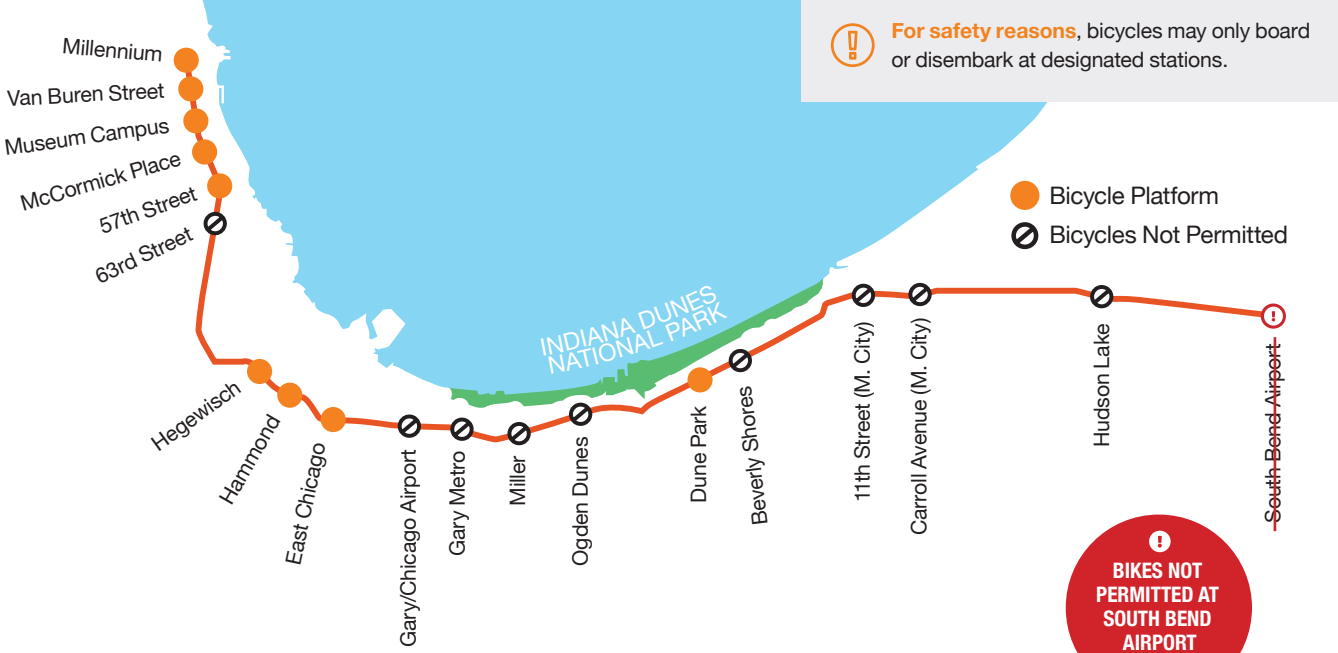 For safety reasons, bicycles may only board
or disembark at designated stations.
Millennium
Van Buren Street
Museum Campus
McCormick Place
57th Street
63rd Street
Bicycle Platform
Bicycles Not Permitted
INDIANA DUNES
NATIONAL PARK
Hegewisch
Hammond
East Chicago
Gary/Chicago Airport
Gary Metro
Miller
Ogden Dunes
Dune Park
Beverly Shores
11th Street (M. City)
Carroll Avenue (M. City)
Hudson Lake
South Bend Airport
BIKES NOT
PERMITTED AT
SOUTH BEND
AIRPORT